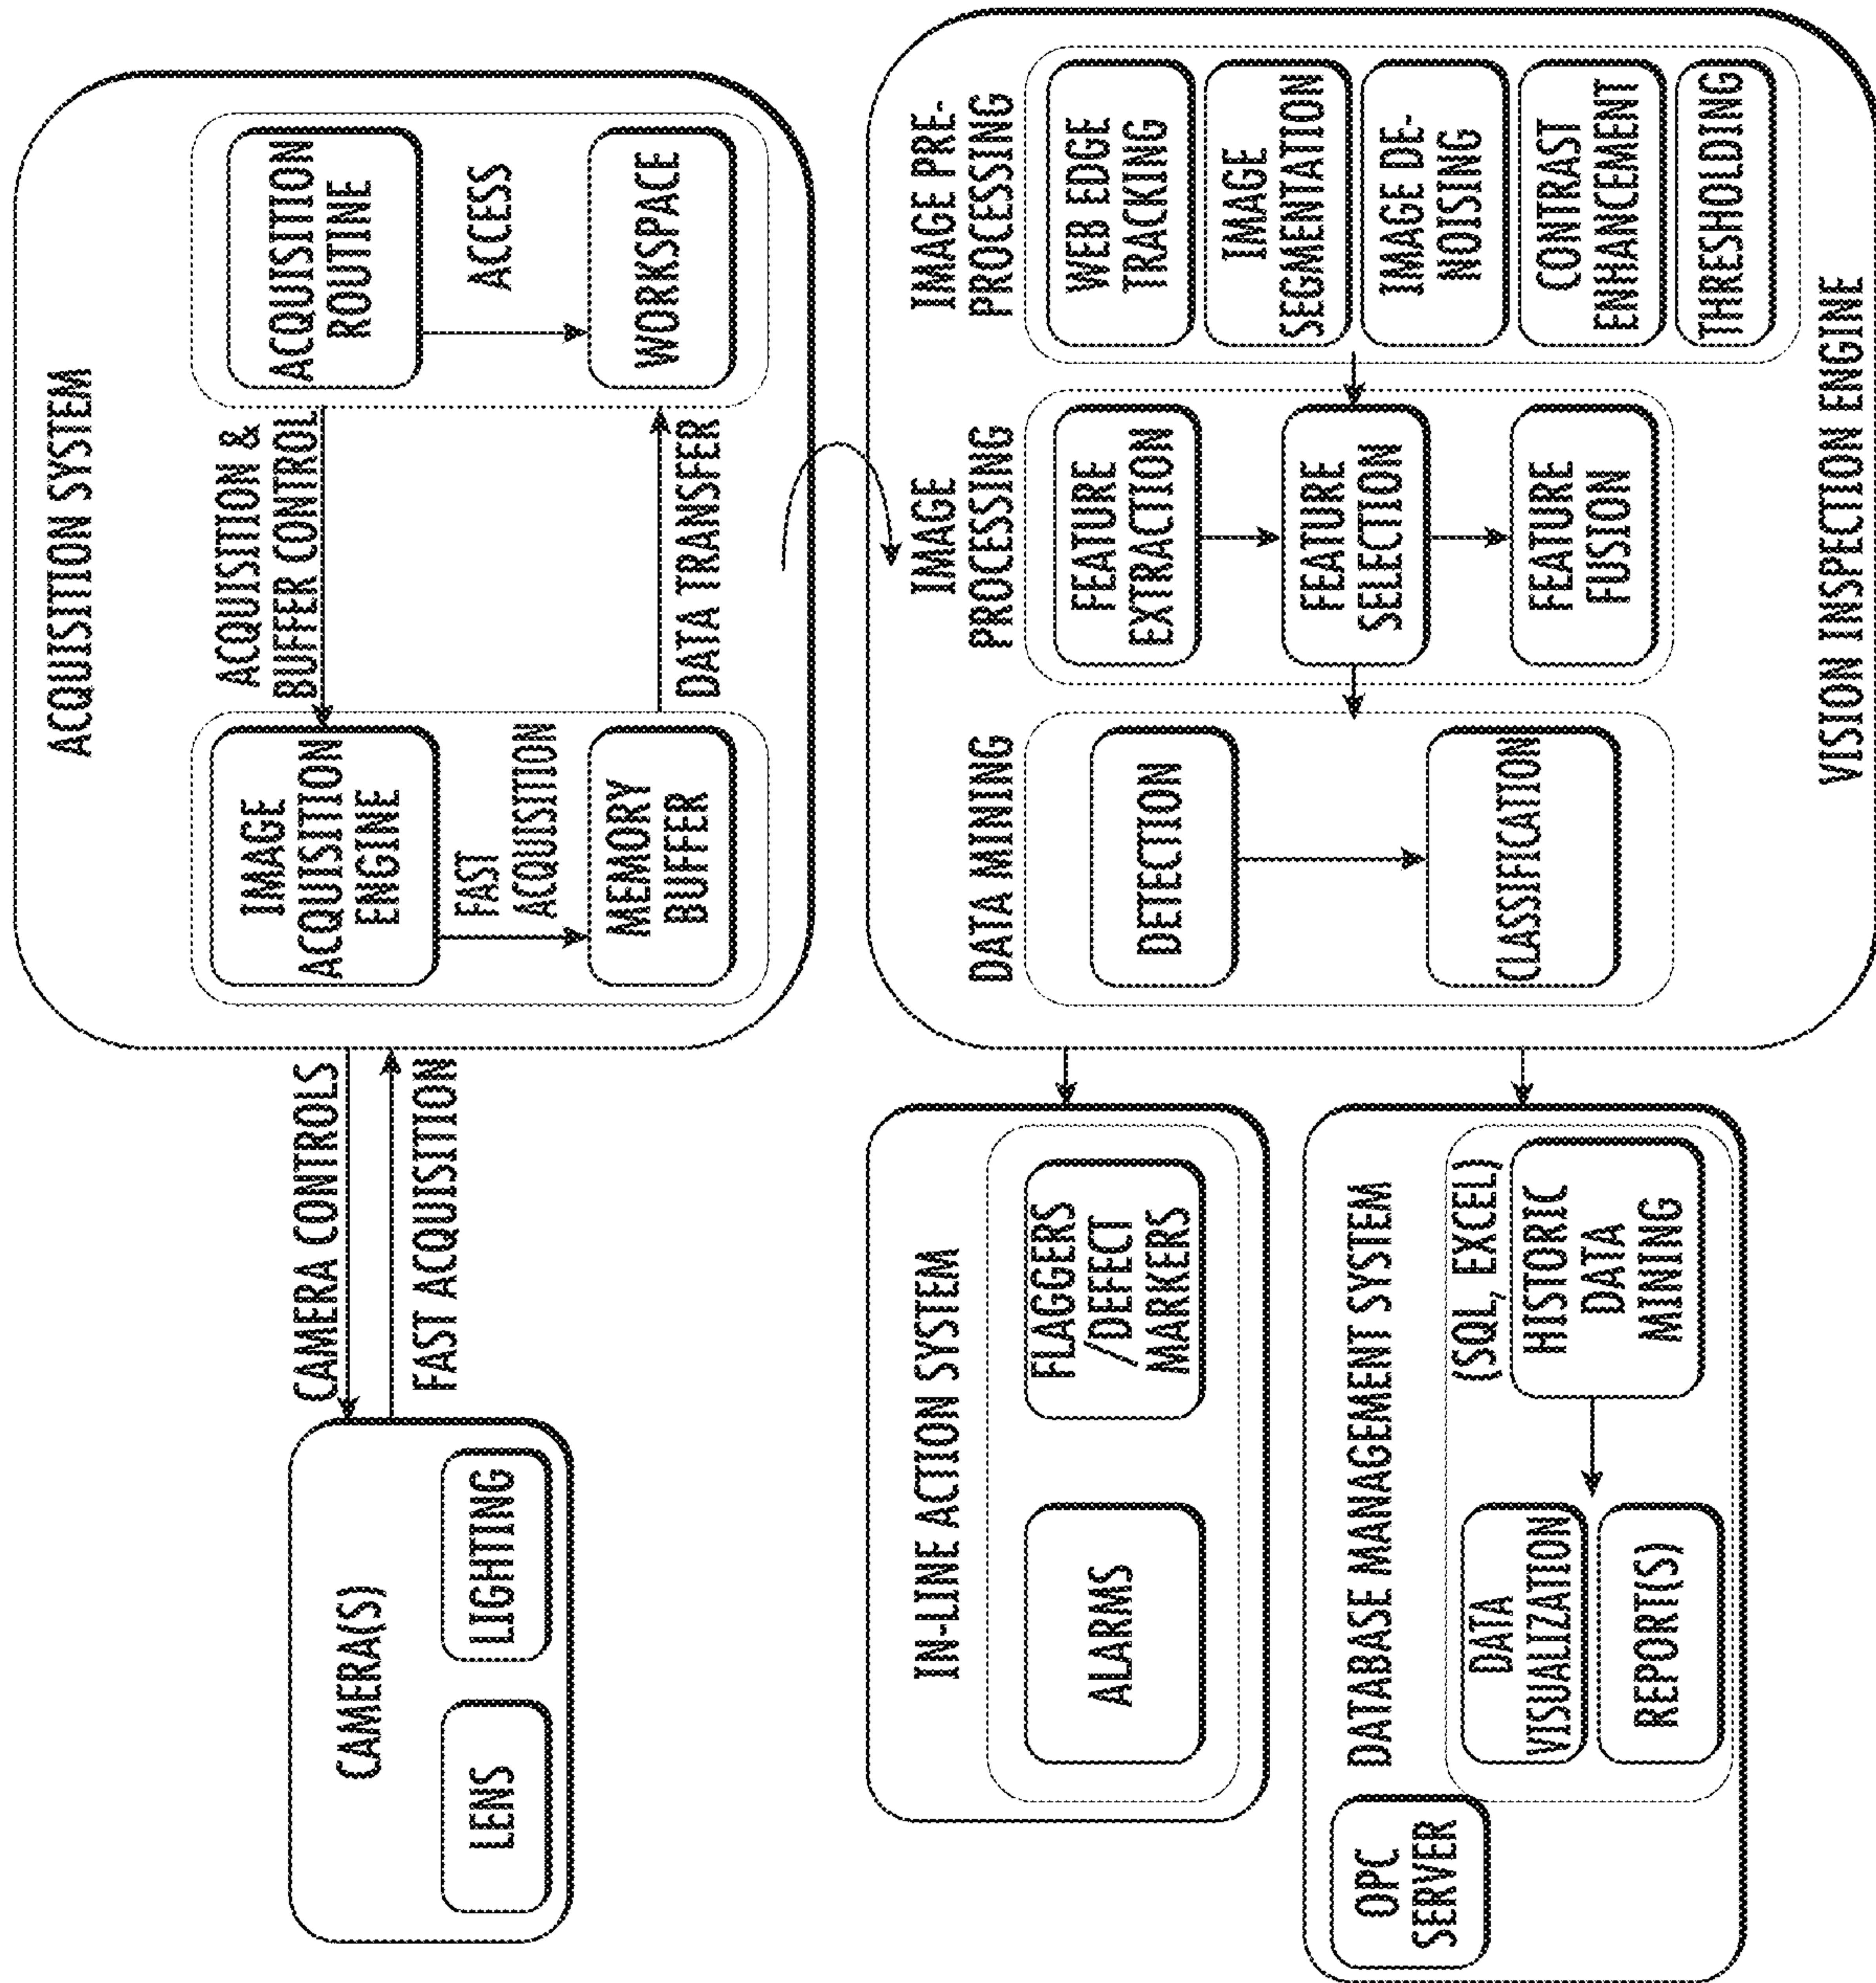 CAMERA(S)
LENS
LIGHTING
CAMERA CONTROLS
FAST ACQUISITION
ACQUISITION SYSTEM
IMAGE
ACQUISITION
ENGINE
FAST
ACQUISITION
MEMORY
BUFFER
ACQUISITION &
BUFFER CONTROL
DATA TRANSFER
ACQUISITION
ROUTINE
ACCESS
WORKSPACE
IN-LINE ACTION SYSTEM
ALARMS
FLAGGERS
/DEFECT
MARKERS
OPC
SERVER
DATABASE MANAGEMENT SYSTEM
(SQL, EXCEL)
DATA
VISUALIZATION
REPORT(S)
HISTORIC
DATA
MINING
DATA MINING
DETECTION
CLASSIFICATION
IMAGE
PROCESSING
FEATURE
EXTRACTION
FEATURE
SELECTION
FEATURE
FUSION
IMAGE PRE-
PROCESSING
WEB EDGE
TRACKING
IMAGE
SEGMENTATION
IMAGE DE-
NOISING
CONTRAST
ENHANCEMENT
THRESHOLDING
VISION INSPECTION ENGINE